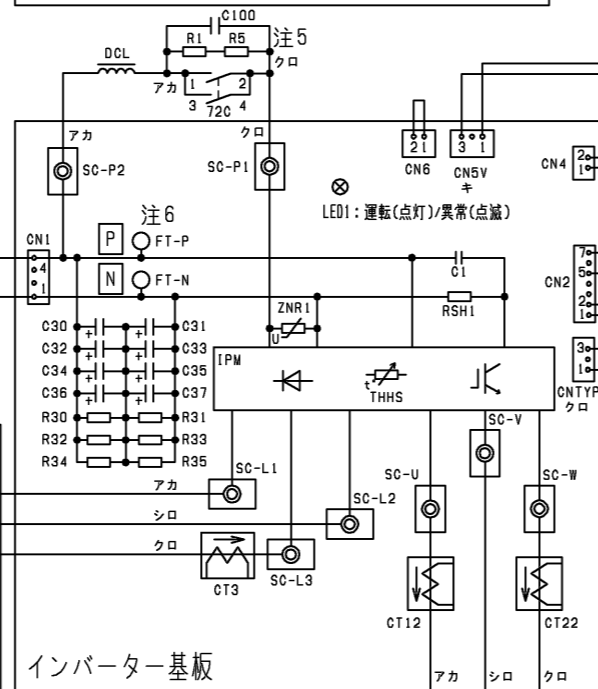 C100
R1 R5
注5
クロ
DCL
アカ
1 2
3 4
72C
アカ
クロ
SC-P2
SC-P1
2 1
CN6
3 1
CN5V
キ
CN4
2
1
LED1:運転(点灯)/異常(点滅)
注6
CN1
4
1
P
FT-P
N
FT-N
C1
RSH1
CN2
7
5
2
1
ZNR1
U
C30 C31
C32 C33
C34 C35
C36 C37
R30 R31
R32 R33
R34 R35
+ +
+ +
+ +
+ +
IPM
t°
THHS
3
1
CNTYP
クロ
SC-L1
SC-L2
SC-L3
SC-U
SC-V
SC-W
アカ
シロ
クロ
CT3
CT12
CT22
インバーター基板
アカ
シロ
クロ